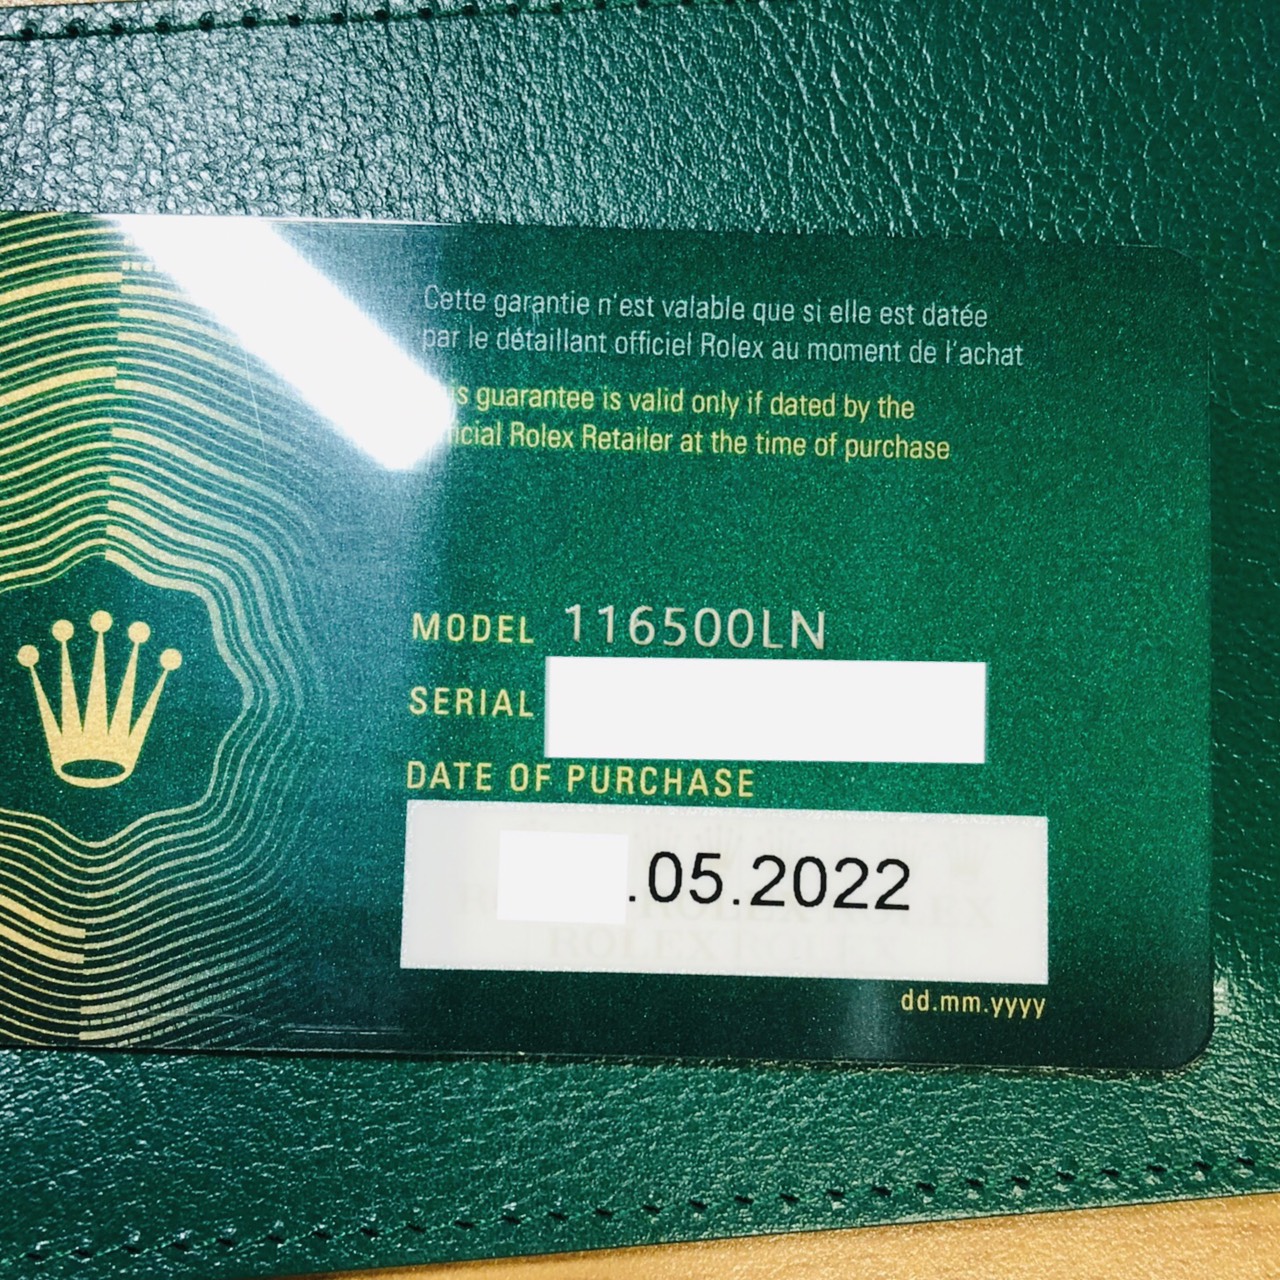 Cette garantie n'est valable que si elle est datée
par le détaillant officiel Rolex au moment de l'achat
guarantee is valid only if dated by the
Rolex Retailer at the time of purchase
MODEL 116500LN
SERIAL
DATE OF PURCHASE
.05.2022
ROLEX
dd.mm.yyyy